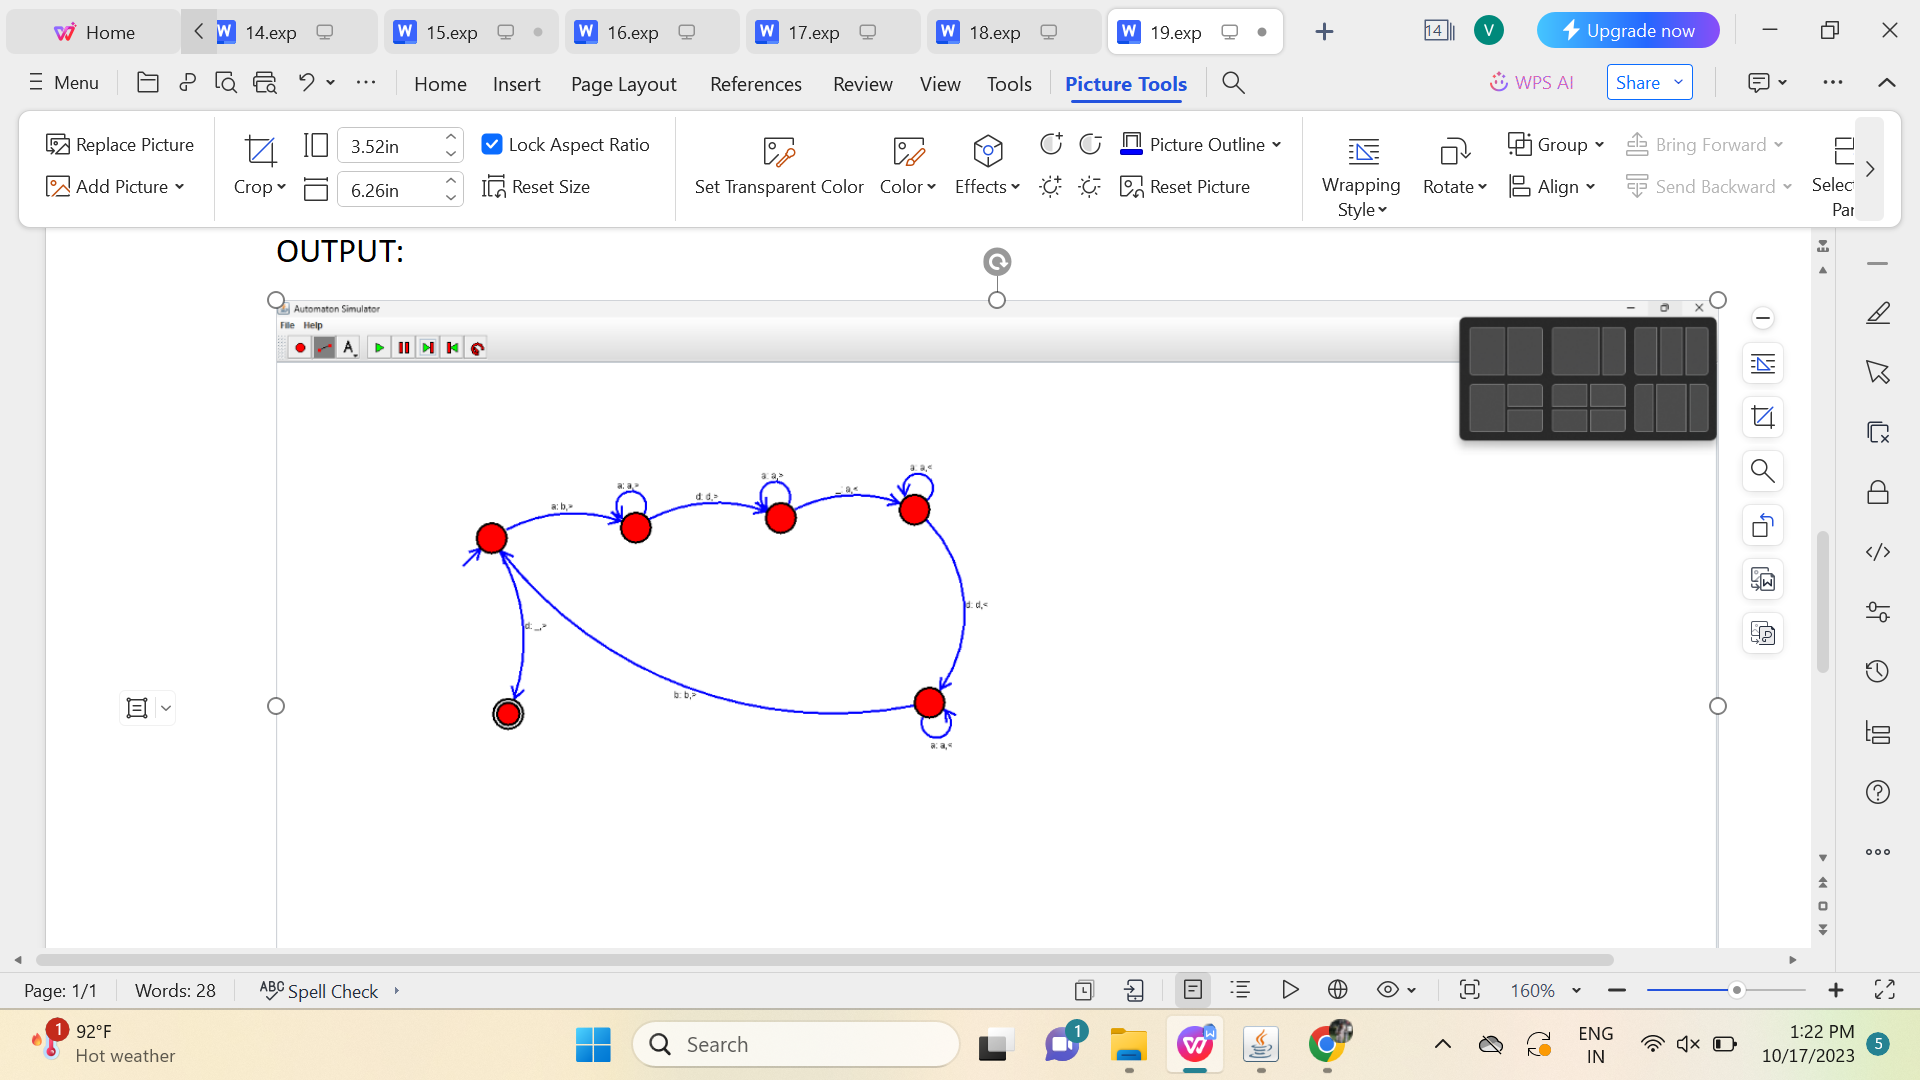 Home
14.exp
15.exp
16.exp
17.exp
18.exp
19.exp
14
V
Upgrade now
Menu
Home
Insert
Page Layout
References
Review
View
Tools
Picture Tools
WPS AI
Share
Replace Picture
Add Picture
Crop
3.52in
6.26in
Lock Aspect Ratio
Reset Size
Set Transparent Color
Color
Effects
Picture Outline
Reset Picture
Wrapping
Style
Rotate
Group
Align
Bring Forward
Send Backward
Selec
Par
OUTPUT:
Automaton Simulator
File Help
A
a: b,>
a: a,>
d: d,>
a: a,>
_: a,<
a: a,<
d: d,<
d: _,>
b: b,>
a: a,<
Page: 1/1
Words: 28
ABC Spell Check
160%
1
92°F
Hot weather
Search
1
ENG
IN
1:22 PM
10/17/2023
5